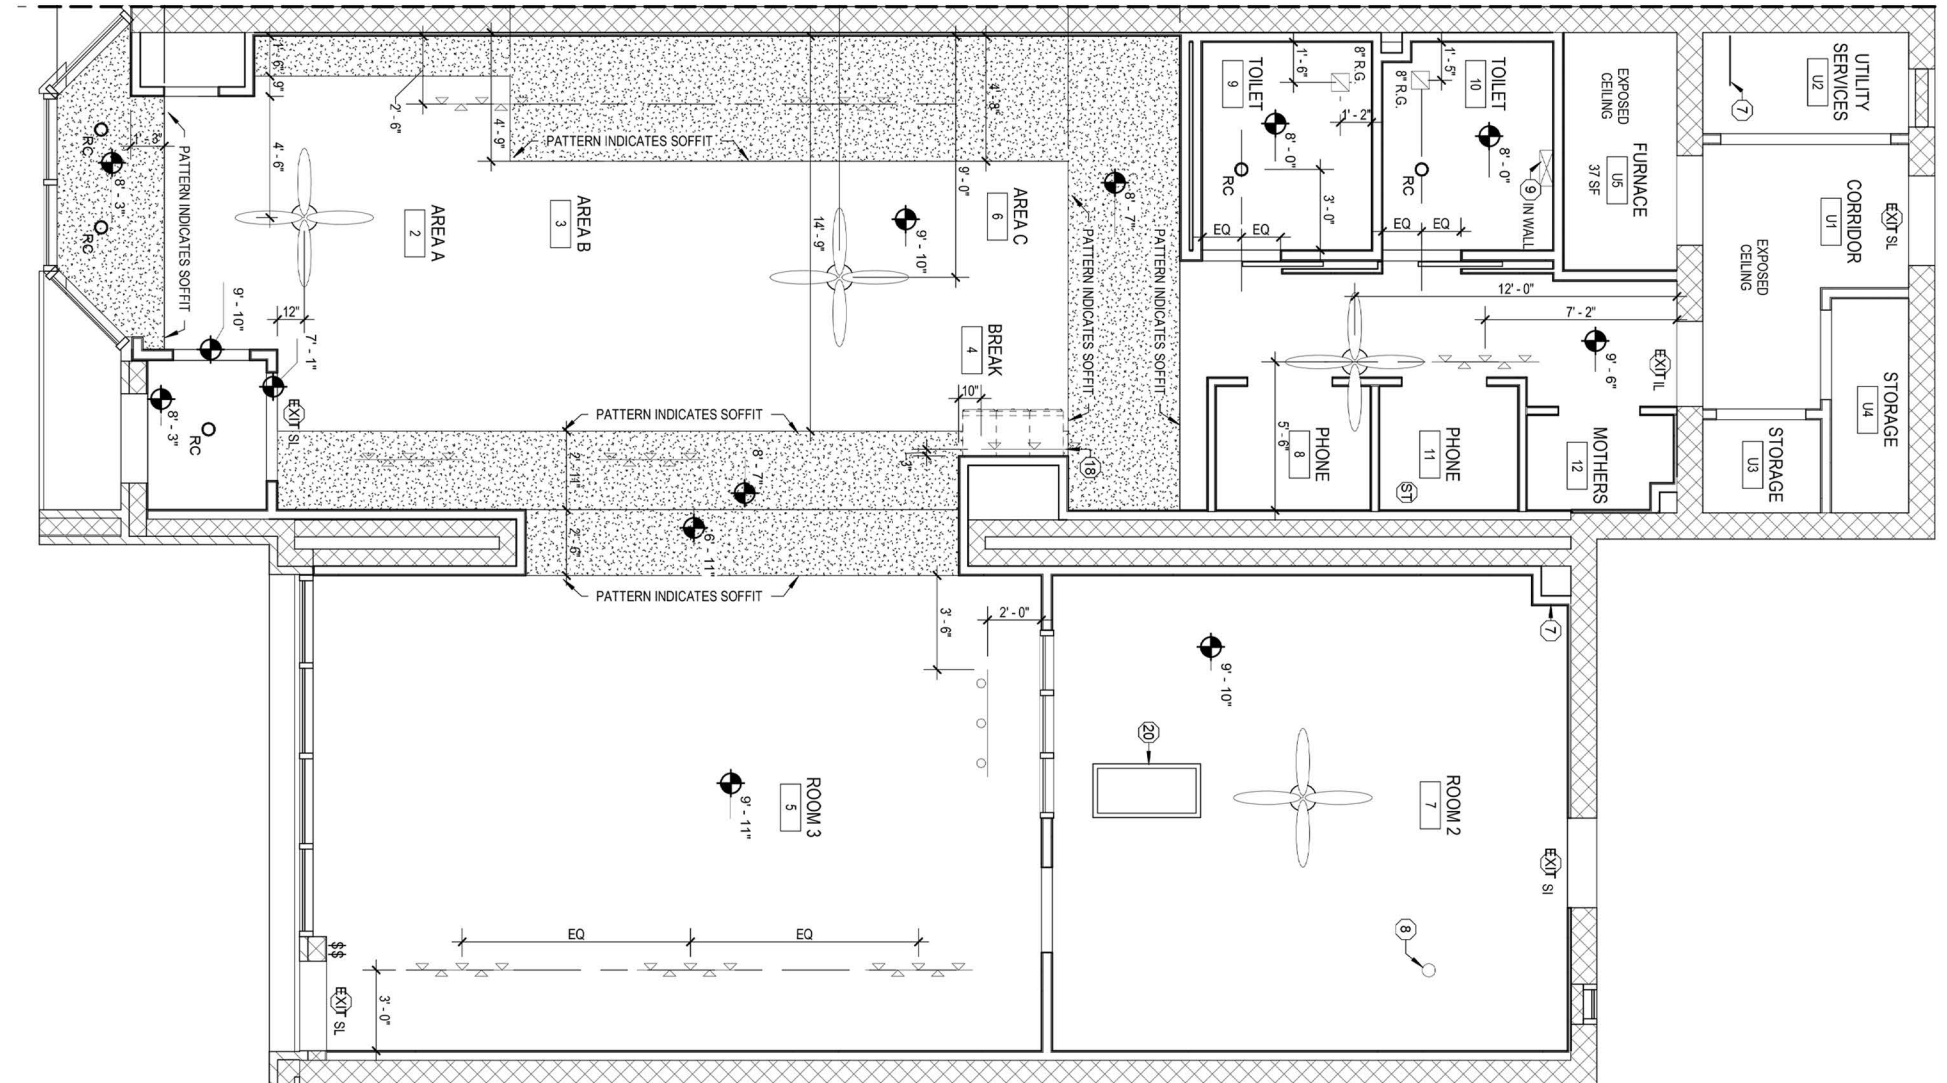 1' - 6"
9"
4' - 6"
2' - 6"
4' - 9"
4' - 8"
9' - 0"
14' - 9"
PATTERN INDICATES SOFFIT
RC
RC
8' - 3"
1' - 3"
PATTERN INDICATES SOFFIT
AREA A
2
AREA B
3
AREA C
6
9' - 10"
8' - 7"
PATTERN INDICATES SOFFIT
PATTERN INDICATES SOFFIT
BREAK
4
10"
3"
18
9' - 10"
12"
7' - 1"
EXIT SL
8' - 3"
RC
PATTERN INDICATES SOFFIT
2' - 11"
8' - 7"
2' - 6"
6' - 11"
PATTERN INDICATES SOFFIT
TOILET
9
1' - 6"
8" R.G.
1' - 2"
8' - 0"
RC
3' - 0"
EQ
EQ
TOILET
10
1' - 5"
8" R.G.
8' - 0"
RC
9 IN WALL
EQ
EQ
EXPOSED
CEILING
FURNACE
U5
37 SF
UTILITY
SERVICES
U2
7
CORRIDOR
U1
EXIT SL
EXPOSED
CEILING
12' - 0"
7' - 2"
9' - 6"
EXIT IL
5' - 6"
PHONE
8
PHONE
11
ST
MOTHERS
12
STORAGE
U3
STORAGE
U4
3' - 6"
2' - 0"
ROOM 3
5
9' - 11"
EQ
EQ
$$
EXIT SL
3' - 0"
9' - 10"
20
ROOM 2
7
7
EXIT SI
8